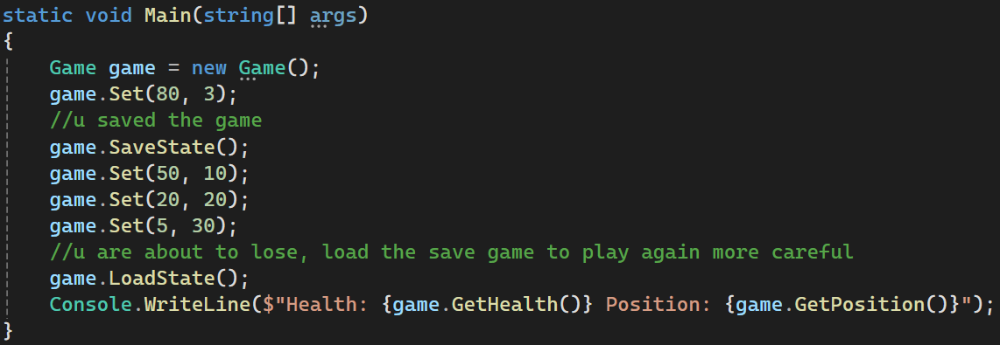 static void Main(string[] args)
{
    Game game = new Game();
    game.Set(80, 3);
    //u saved the game
    game.SaveState();
    game.Set(50, 10);
    game.Set(20, 20);
    game.Set(5, 30);
    //u are about to lose, load the save game to play again more careful
    game.LoadState();
    Console.WriteLine($"Health: {game.GetHealth()} Position: {game.GetPosition()}");
}